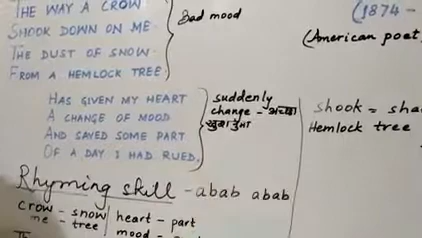 THE WAY A CROW
SHOOK DOWN ON ME
THE DUST OF SNOW
FROM A HEMLOCK TREE
Bad mood
(1874 -
(American poet
HAS GIVEN MY HEART
A CHANGE OF MOOD
AND SAVED SOME PART
OF A DAY I HAD RUED.
suddenly
change -
shook = sha
Hemlock tree
Rhyming skill - abab abab
crow - snow
me - tree
heart - part
mood -